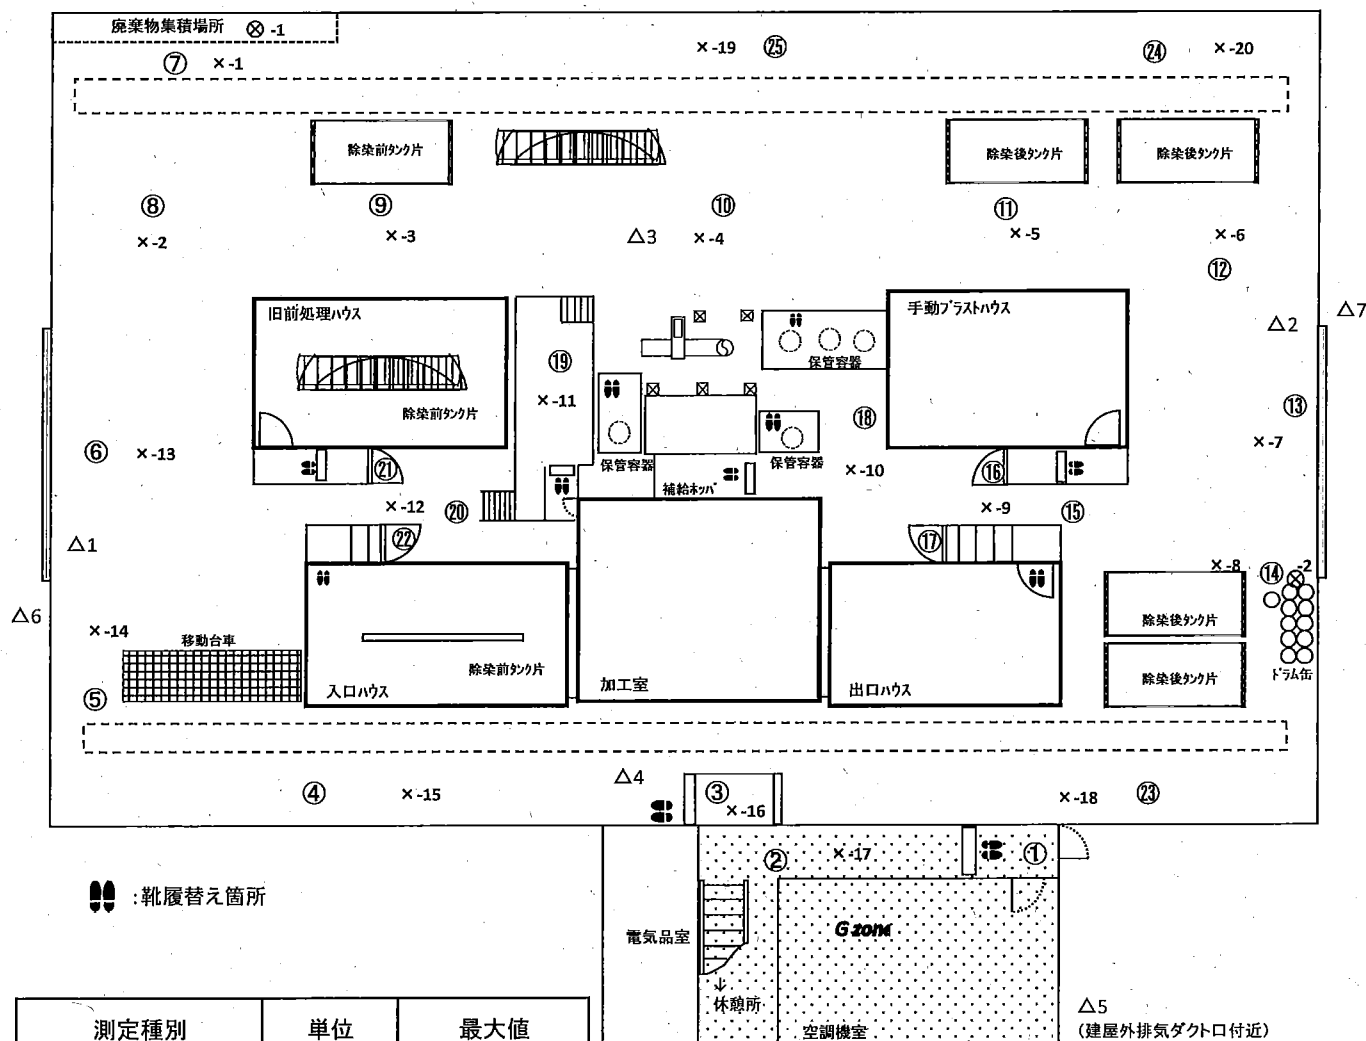 廃棄物集積場所 ⊗ -1
⑦ ×-1
×-19 ㉕
㉔ ×-20
除染前タンク片
除染後タンク片
除染後タンク片
⑧
×-2
⑨
×-3
△3
⑩
×-4
⑪
×-5
×-6
⑫
△7
△2
旧前処理ハウス
除染前タンク片
⑲
×-11
保管容器
手動ブラストハウス
⑱
⑬
×-7
⑥ ×-13
㉑
保管容器
保管容器
×-10
⑯
補給ホッパ
×-12
⑳
×-9
⑮
△1
㉒
⑰
×-8
⑭
-2
△6
×-14
移動台車
⑤
入口ハウス
除染前タンク片
加工室
出口ハウス
除染後タンク片
除染後タンク片
ドラム缶
④
×-15
△4
③
×-16
×-18
㉓
②
×-17
①
:靴履替え箇所
電気品室
G zone
休憩所
空調機室
△5
(建屋外排気ダクト口付近)
測定種別 単位 最大値